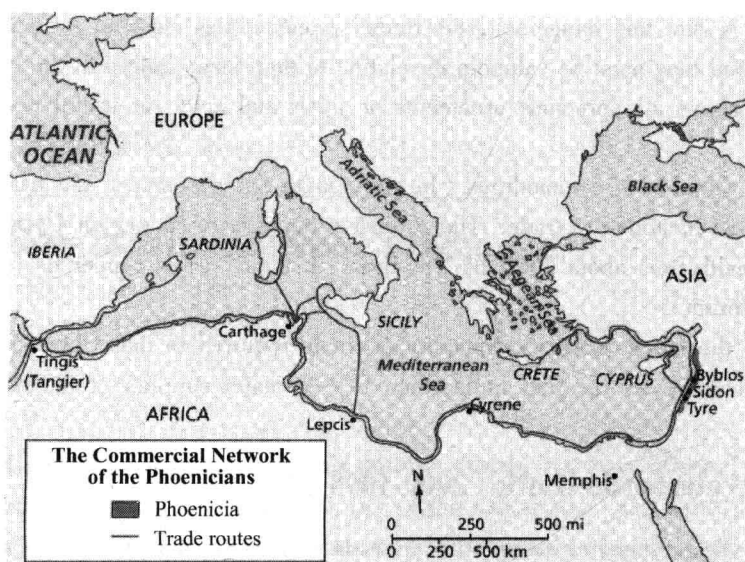 EUROPE
ATLANTIC
OCEAN
Adriatic Sea
Black Sea
IBERIA
SARDINIA
Aegean Sea
ASIA
Carthage
SICILY
Tingis
(Tangier)
Mediterranean
Sea
CRETE
CYPRUS
Byblos
Sidon
Tyre
AFRICA
Lepcis
Cyrene
The Commercial Network
of the Phoenicians
Phoenicia
Trade routes
N
Memphis
0 250 500 mi
0 250 500 km